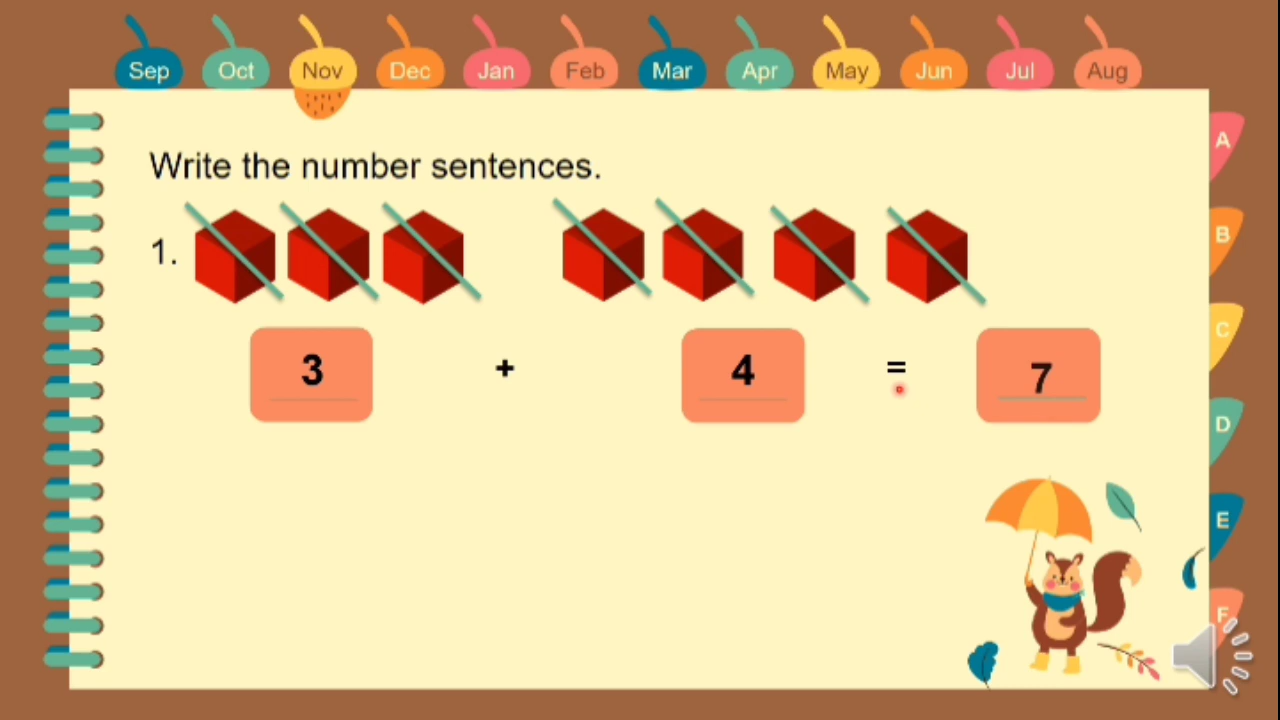 Sep Oct Nov Dec Jan Feb Mar Apr May Jun Jul Aug
Write the number sentences.
1.
3 + 4 = 7
A
B
C
D
E
F